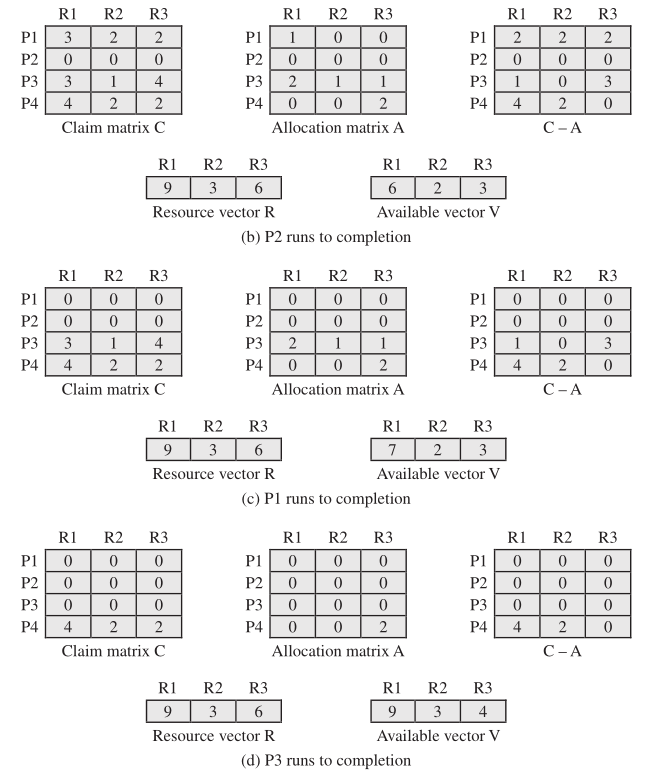 R1 R2 R3 R1 R2 R3 R1 R2 R3
P1 3 2 2 P1 1 0 0 P1 2 2 2
P2 0 0 0 P2 0 0 0 P2 0 0 0
P3 3 1 4 P3 2 1 1 P3 1 0 3
P4 4 2 2 P4 0 0 2 P4 4 2 0
Claim matrix C Allocation matrix A C – A
R1 R2 R3 R1 R2 R3
9 3 6 6 2 3
Resource vector R Available vector V
(b) P2 runs to completion
R1 R2 R3 R1 R2 R3 R1 R2 R3
P1 0 0 0 P1 0 0 0 P1 0 0 0
P2 0 0 0 P2 0 0 0 P2 0 0 0
P3 3 1 4 P3 2 1 1 P3 1 0 3
P4 4 2 2 P4 0 0 2 P4 4 2 0
Claim matrix C Allocation matrix A C – A
R1 R2 R3 R1 R2 R3
9 3 6 7 2 3
Resource vector R Available vector V
(c) P1 runs to completion
R1 R2 R3 R1 R2 R3 R1 R2 R3
P1 0 0 0 P1 0 0 0 P1 0 0 0
P2 0 0 0 P2 0 0 0 P2 0 0 0
P3 0 0 0 P3 0 0 0 P3 0 0 0
P4 4 2 2 P4 0 0 2 P4 4 2 0
Claim matrix C Allocation matrix A C – A
R1 R2 R3 R1 R2 R3
9 3 6 9 3 4
Resource vector R Available vector V
(d) P3 runs to completion